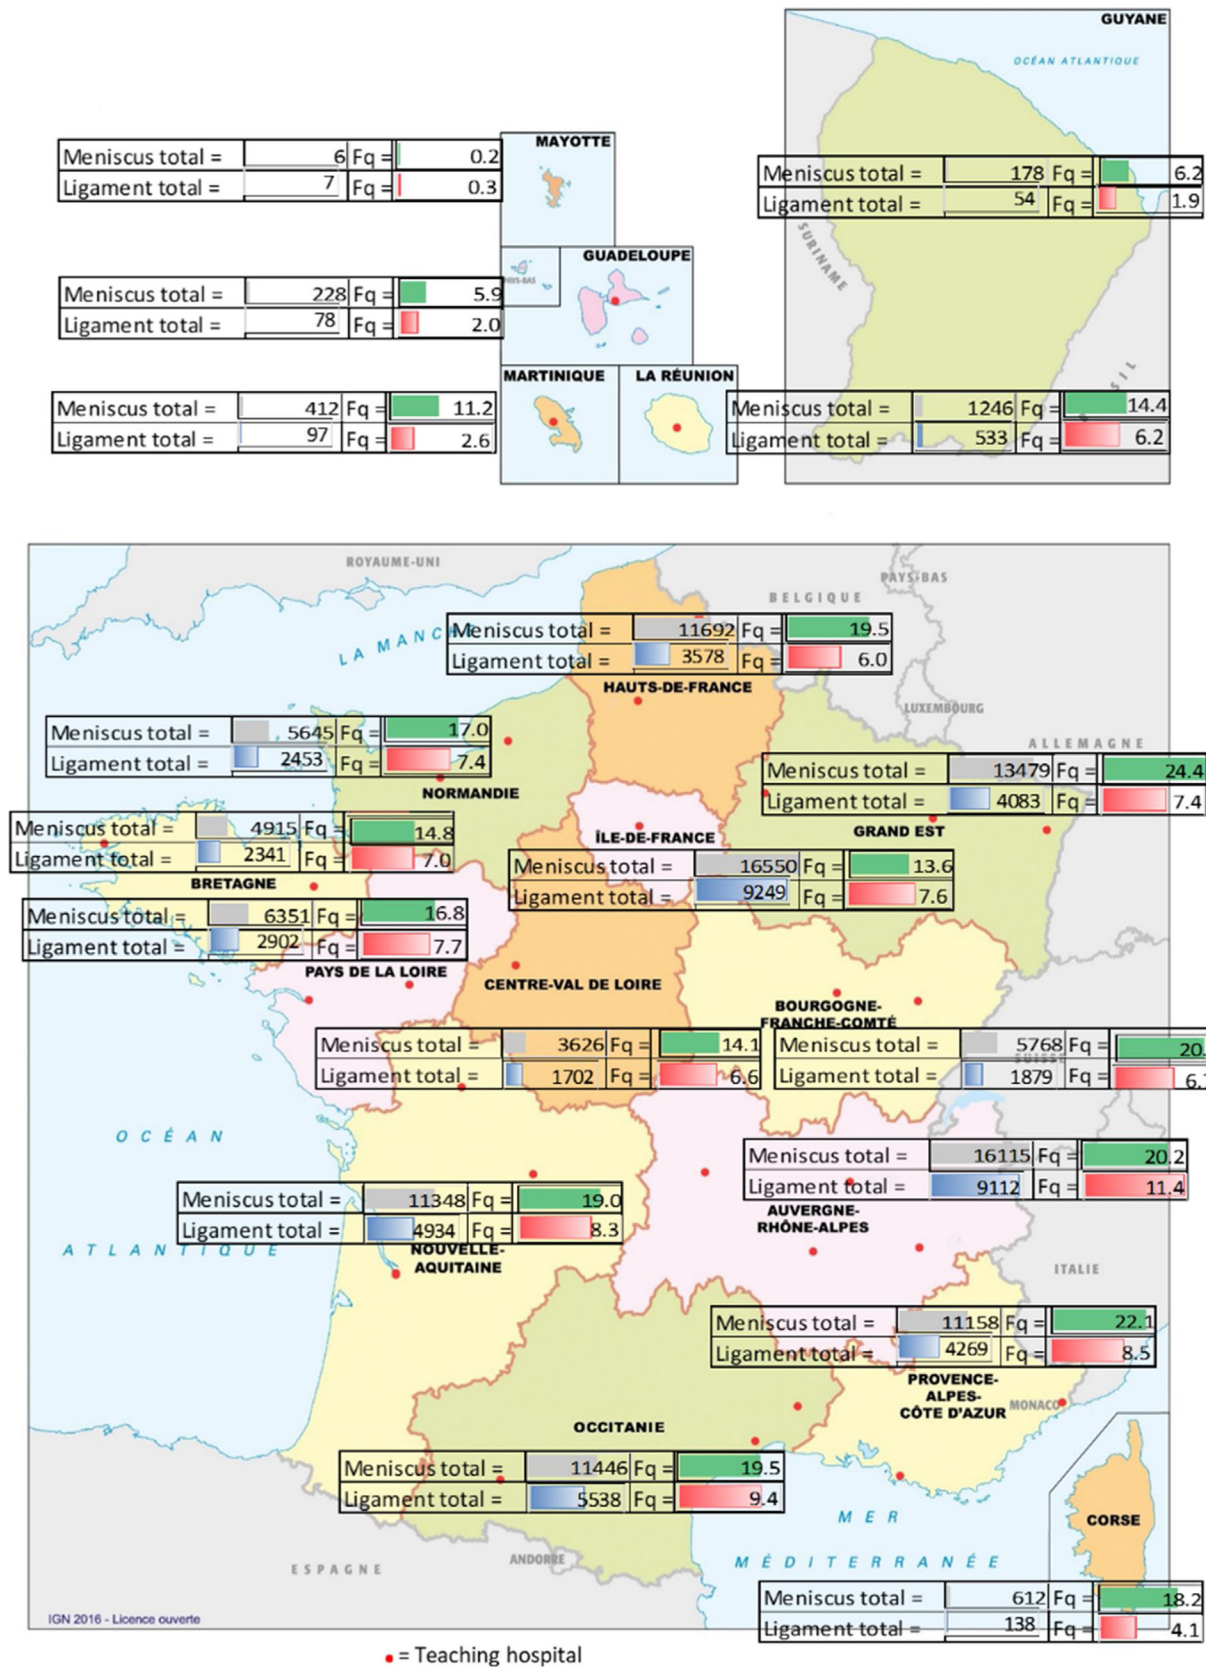 GUYANE
OCÉAN ATLANTIQUE
MAYOTTE
Meniscus total = 6 Fq = 0.2
Ligament total = 7 Fq = 0.3
Meniscus total = 178 Fq = 6.2
Ligament total = 54 Fq = 1.9
SURINAME
GUADELOUPE
PAYS-BAS
Meniscus total = 228 Fq = 5.9
Ligament total = 78 Fq = 2.0
MARTINIQUE
LA RÉUNION
SIL
Meniscus total = 412 Fq = 11.2
Ligament total = 97 Fq = 2.6
Meniscus total = 1246 Fq = 14.4
Ligament total = 533 Fq = 6.2
ROYAUME-UNI
PAYS-BAS
BELGIQUE
LA MANCHE
Meniscus total = 11692 Fq = 19.5
Ligament total = 3578 Fq = 6.0
HAUTS-DE-FRANCE
LUXEMBOURG
ALLEMAGNE
Meniscus total = 5645 Fq = 17.0
Ligament total = 2453 Fq = 7.4
NORMANDIE
Meniscus total = 13479 Fq = 24.4
Ligament total = 4083 Fq = 7.4
GRAND EST
Meniscus total = 4915 Fq = 14.8
Ligament total = 2341 Fq = 7.0
BRETAGNE
ÎLE-DE-FRANCE
Meniscus total = 16550 Fq = 13.6
Ligament total = 9249 Fq = 7.6
Meniscus total = 6351 Fq = 16.8
Ligament total = 2902 Fq = 7.7
PAYS DE LA LOIRE
CENTRE-VAL DE LOIRE
BOURGOGNE-
FRANCHE-COMTÉ
Meniscus total = 3626 Fq = 14.1
Ligament total = 1702 Fq = 6.6
Meniscus total = 5768 Fq = 20.
Ligament total = 1879 Fq = 6.
SUISSE
OCÉAN
ATLANTIQUE
Meniscus total = 16115 Fq = 20.2
Ligament total = 9112 Fq = 11.4
AUVERGNE-
RHÔNE-ALPES
Meniscus total = 11348 Fq = 19.0
Ligament total = 4934 Fq = 8.3
NOUVELLE-
AQUITAINE
ITALIE
Meniscus total = 11158 Fq = 22.1
Ligament total = 4269 Fq = 8.5
PROVENCE-
ALPES-
CÔTE D'AZUR
MONACO
OCCITANIE
Meniscus total = 11446 Fq = 19.5
Ligament total = 5538 Fq = 9.4
MER
MÉDITERRANÉE
CORSE
ESPAGNE
ANDORRE
Meniscus total = 612 Fq = 18.2
Ligament total = 138 Fq = 4.1
IGN 2016 - Licence ouverte
= Teaching hospital